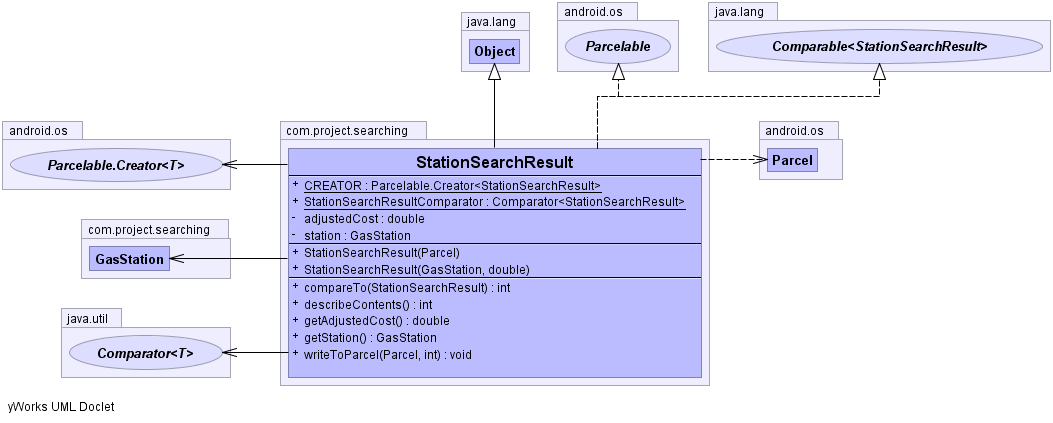 java.lang
Object
android.os
Parcelable
java.lang
Comparable<StationSearchResult>
android.os
Parcelable.Creator<T>
com.project.searching
StationSearchResult
+ CREATOR : Parcelable.Creator<StationSearchResult>
+ StationSearchResultComparator : Comparator<StationSearchResult>
- adjustedCost : double
- station : GasStation
+ StationSearchResult(Parcel)
+ StationSearchResult(GasStation, double)
+ compareTo(StationSearchResult) : int
+ describeContents() : int
+ getAdjustedCost() : double
+ getStation() : GasStation
+ writeToParcel(Parcel, int) : void
android.os
Parcel
com.project.searching
GasStation
java.util
Comparator<T>
yWorks UML Doclet